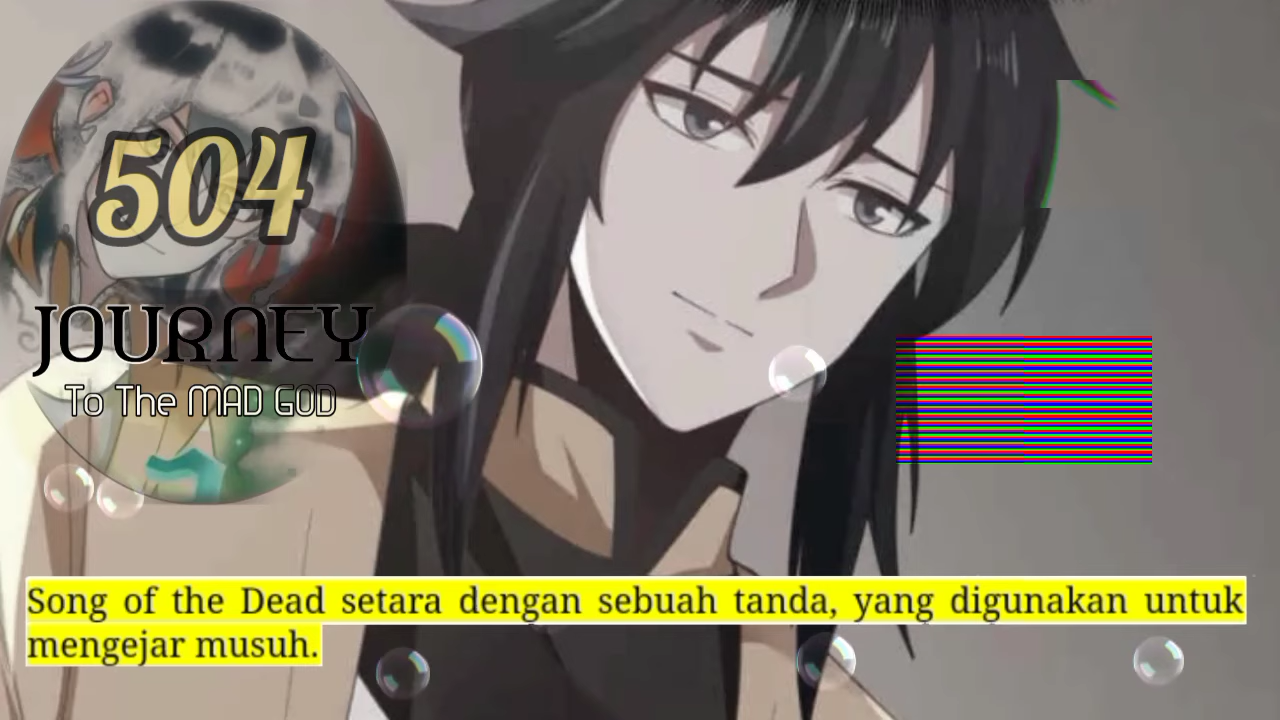 504
JOURNEY
To The MAD GOD
Song of the Dead setara dengan sebuah tanda, yang digunakan untuk
mengejar musuh.